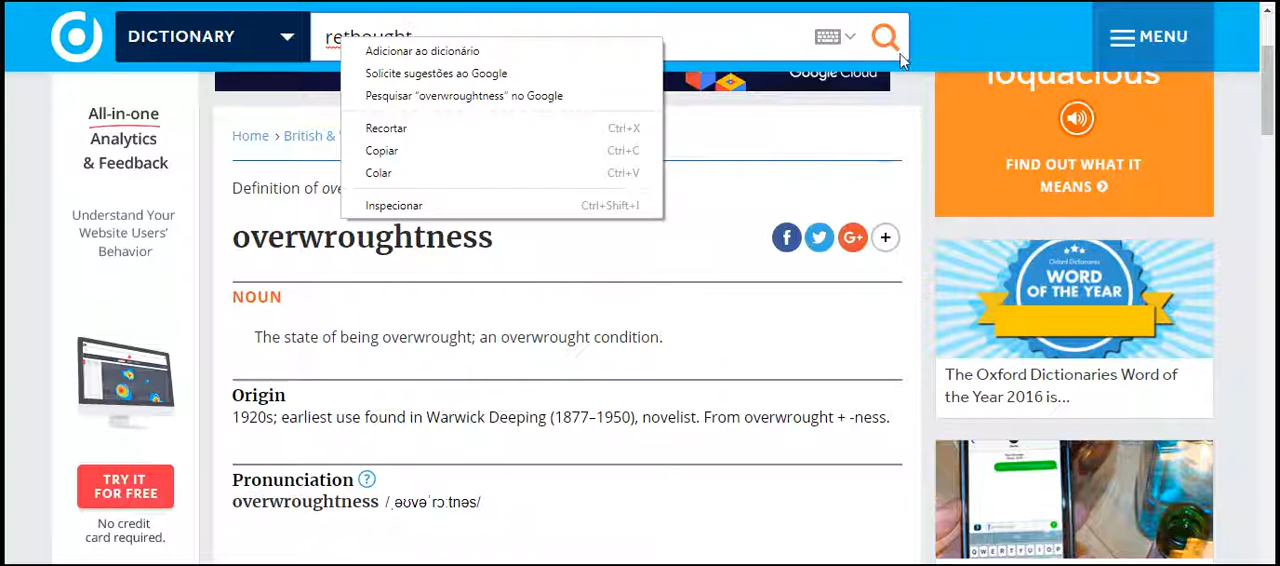 DICTIONARY
rethought
MENU
Adicionar ao dicionário
Solicite sugestões ao Google
Pesquisar "overwroughtness" no Google
Recortar Ctrl+X
Copiar Ctrl+C
Colar Ctrl+V
Inspecionar Ctrl+Shift+I
All-in-one
Analytics
& Feedback
Understand Your
Website Users'
Behavior
TRY IT
FOR FREE
No credit
card required.
Google Cloud
Home › British &
Definition of
overwroughtness
NOUN
The state of being overwrought; an overwrought condition.
Origin
1920s; earliest use found in Warwick Deeping (1877–1950), novelist. From overwrought + -ness.
Pronunciation ?
overwroughtness /ˌəʊvəˈrɔːtnəs/
loquacious
FIND OUT WHAT IT
MEANS
Oxford Dictionaries
WORD
OF THE YEAR
The Oxford Dictionaries Word of
the Year 2016 is...
QWERTYUIOP